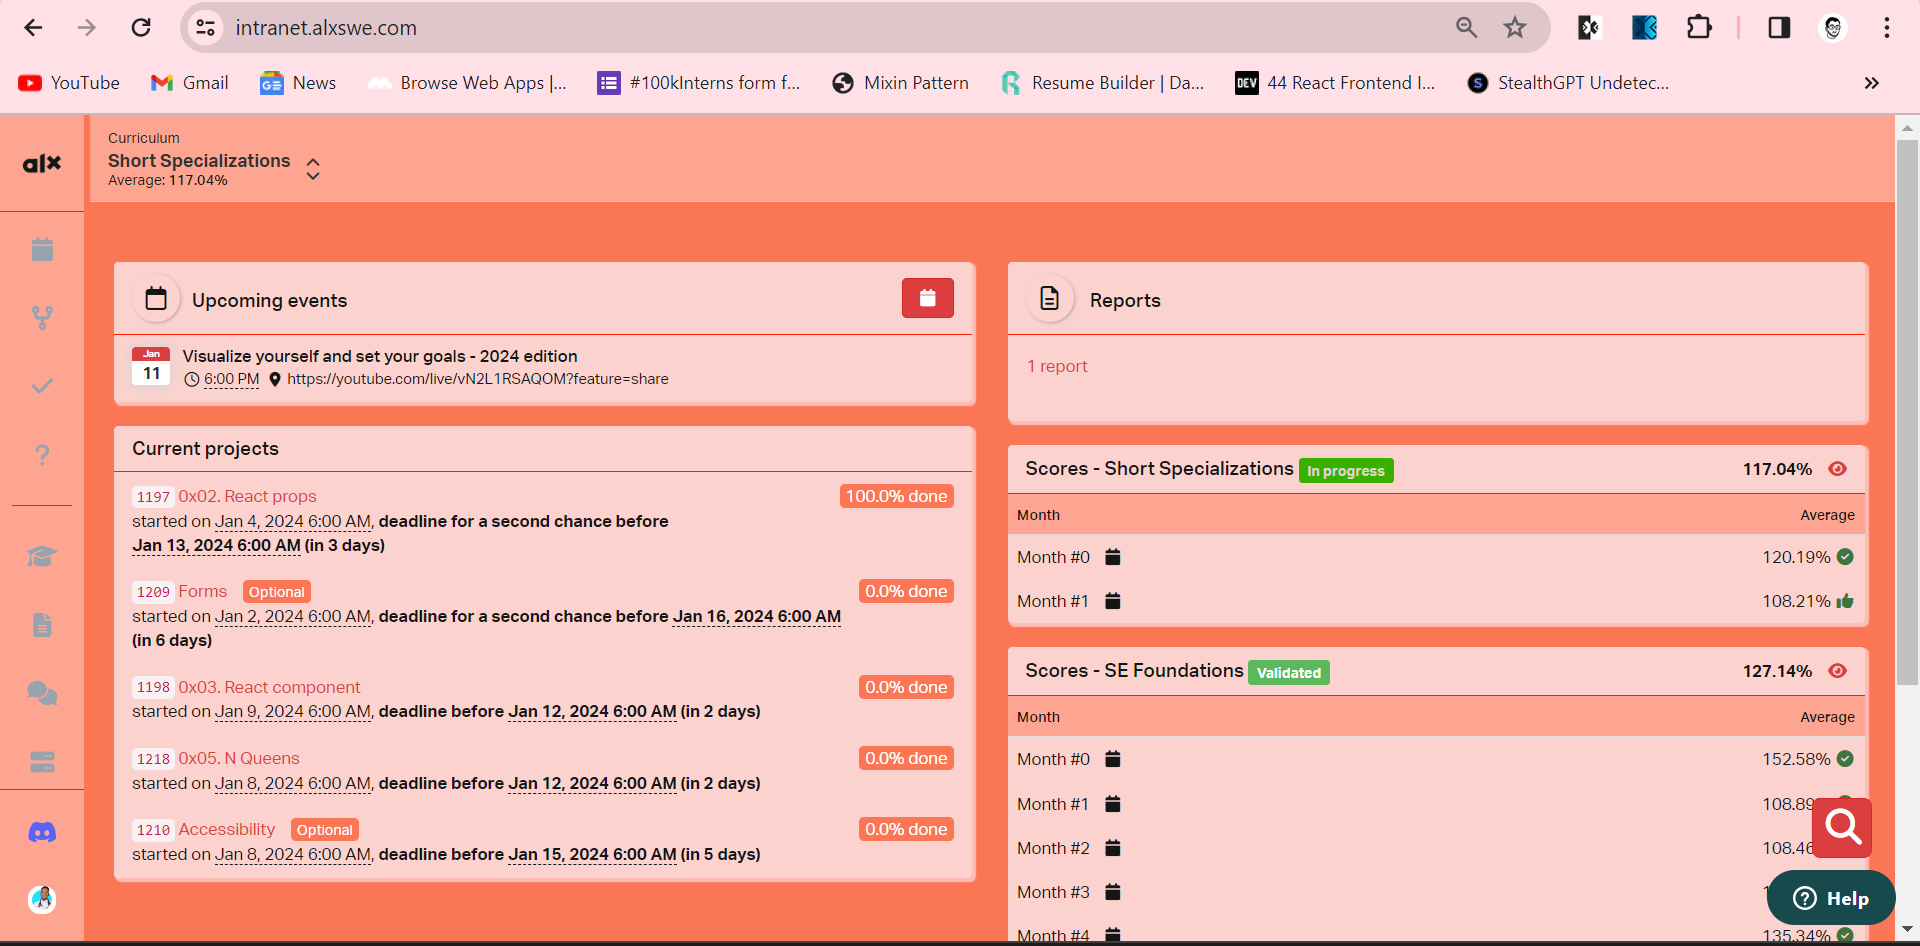 intranet.alxswe.com
YouTube
Gmail
News
Browse Web Apps |...
#100kInterns form f...
Mixin Pattern
Resume Builder | Da...
DEV
44 React Frontend I...
S
StealthGPT Undetec...
alx
Curriculum
Short Specializations
Average: 117.04%
Upcoming events
Jan
11
Visualize yourself and set your goals - 2024 edition
6:00 PM https://youtube.com/live/vN2L1RSAQOM?feature=share
Current projects
1197 0x02. React props 100.0% done
started on Jan 4, 2024 6:00 AM, deadline for a second chance before
Jan 13, 2024 6:00 AM (in 3 days)
1209 Forms Optional 0.0% done
started on Jan 2, 2024 6:00 AM, deadline for a second chance before Jan 16, 2024 6:00 AM
(in 6 days)
1198 0x03. React component 0.0% done
started on Jan 9, 2024 6:00 AM, deadline before Jan 12, 2024 6:00 AM (in 2 days)
1218 0x05. N Queens 0.0% done
started on Jan 8, 2024 6:00 AM, deadline before Jan 12, 2024 6:00 AM (in 2 days)
1210 Accessibility Optional 0.0% done
started on Jan 8, 2024 6:00 AM, deadline before Jan 15, 2024 6:00 AM (in 5 days)
Reports
1 report
Scores - Short Specializations In progress 117.04%
Month Average
Month #0 120.19%
Month #1 108.21%
Scores - SE Foundations Validated 127.14%
Month Average
Month #0 152.58%
Month #1 108.89
Month #2 108.46
Month #3
Month #4 135.34%
Help